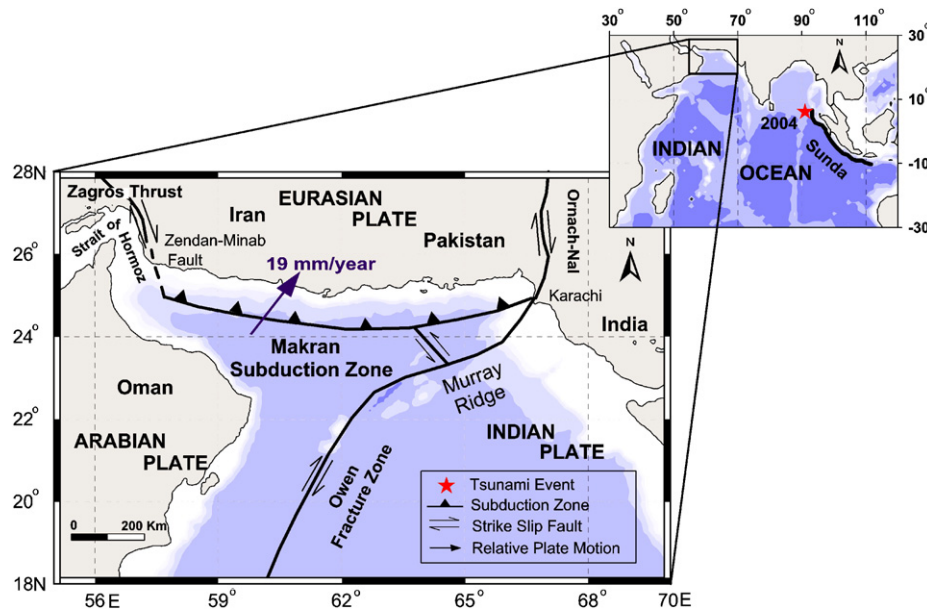 50°
70°
90°
110°
30°
10°
-10°
-30°
N
2004
Sunda
INDIAN
OCEAN
28N
26°
24°
22°
20°
18N
56E
59°
62°
65°
68°
70E
Zagros Thrust
Strait of
Hormoz
Zendan-Minab
Fault
Iran
EURASIAN
PLATE
Pakistan
Ornach-Nal
N
19 mm/year
Karachi
India
Makran
Subduction Zone
Oman
Murray
Ridge
ARABIAN
PLATE
INDIAN
PLATE
Owen
Fracture Zone
0 200 Km
Tsunami Event
Subduction Zone
Strike Slip Fault
Relative Plate Motion